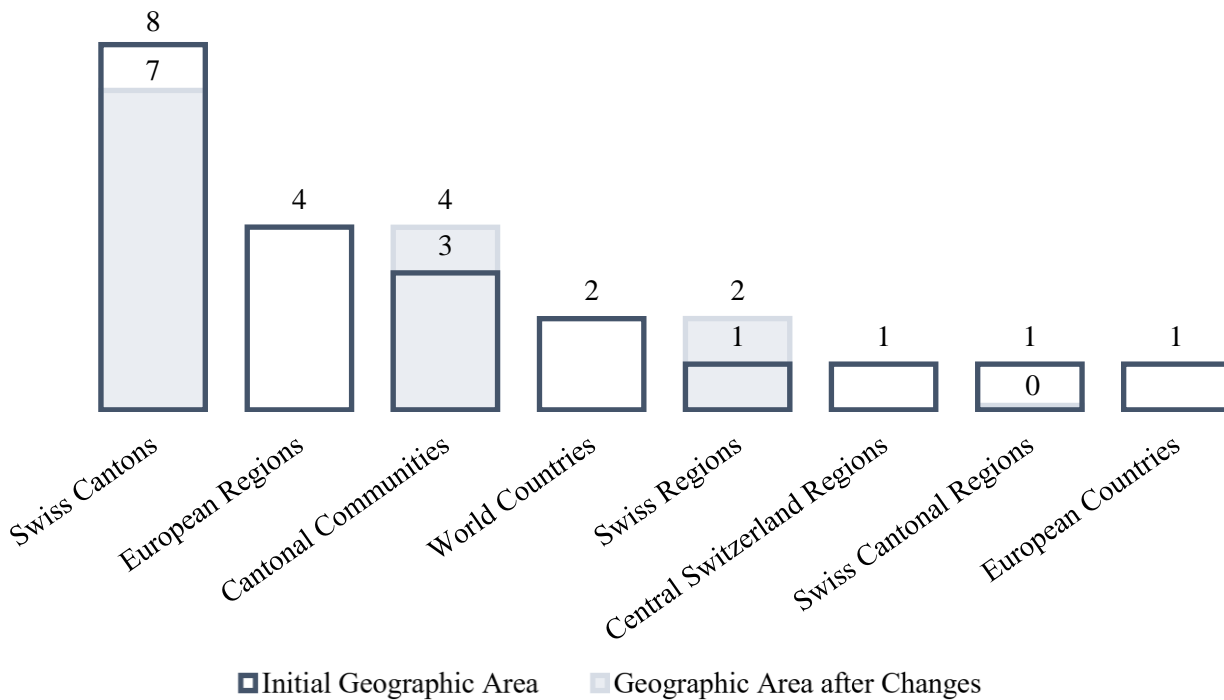 8
7
4
4
3
2
2
1
1
1
0
1
Swiss Cantons
European Regions
Cantonal Communities
World Countries
Swiss Regions
Central Switzerland Regions
Swiss Cantonal Regions
European Countries
Initial Geographic Area
Geographic Area after Changes